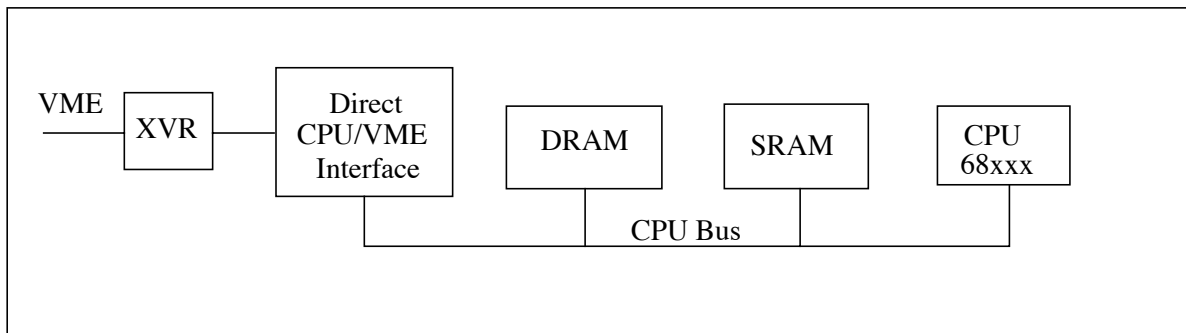 VME
XVR
Direct
CPU/VME
Interface
DRAM
SRAM
CPU
68xxx
CPU Bus